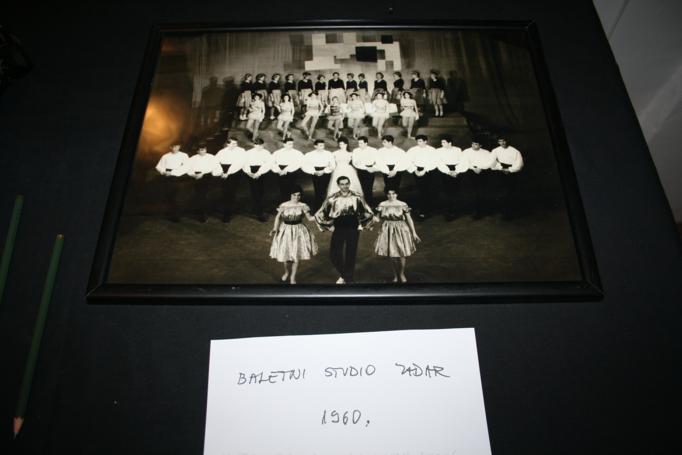 BALETNI STUDIO ZADAR
1960.